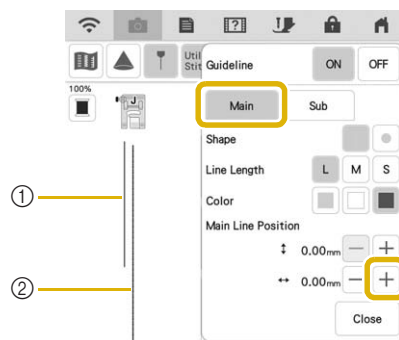 Util
Stit
Guideline ON OFF
100%
J
Main Sub
Shape
Line Length L M S
Color
Main Line Position
↕ 0.00mm − +
↔ 0.00mm − +
Close
①
②